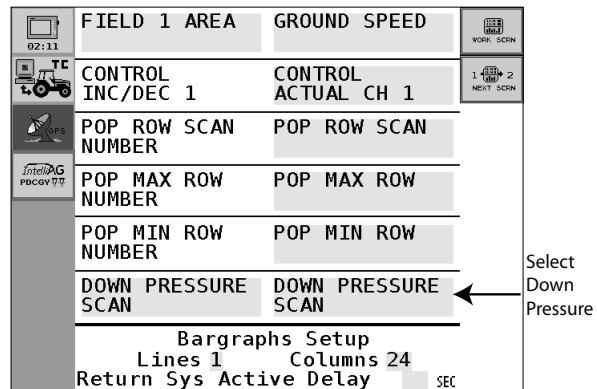 02:11
TC
GPS
IntelliAG
PDCGY
FIELD 1 AREA
GROUND SPEED
CONTROL
INC/DEC 1
CONTROL
ACTUAL CH 1
POP ROW SCAN
NUMBER
POP ROW SCAN
POP MAX ROW
NUMBER
POP MAX ROW
POP MIN ROW
NUMBER
POP MIN ROW
DOWN PRESSURE
SCAN
DOWN PRESSURE
SCAN
Bargraphs Setup
Lines 1 Columns 24
Return Sys Active Delay SEC
WORK SCRN
1 2
NEXT SCRN
Select
Down
Pressure